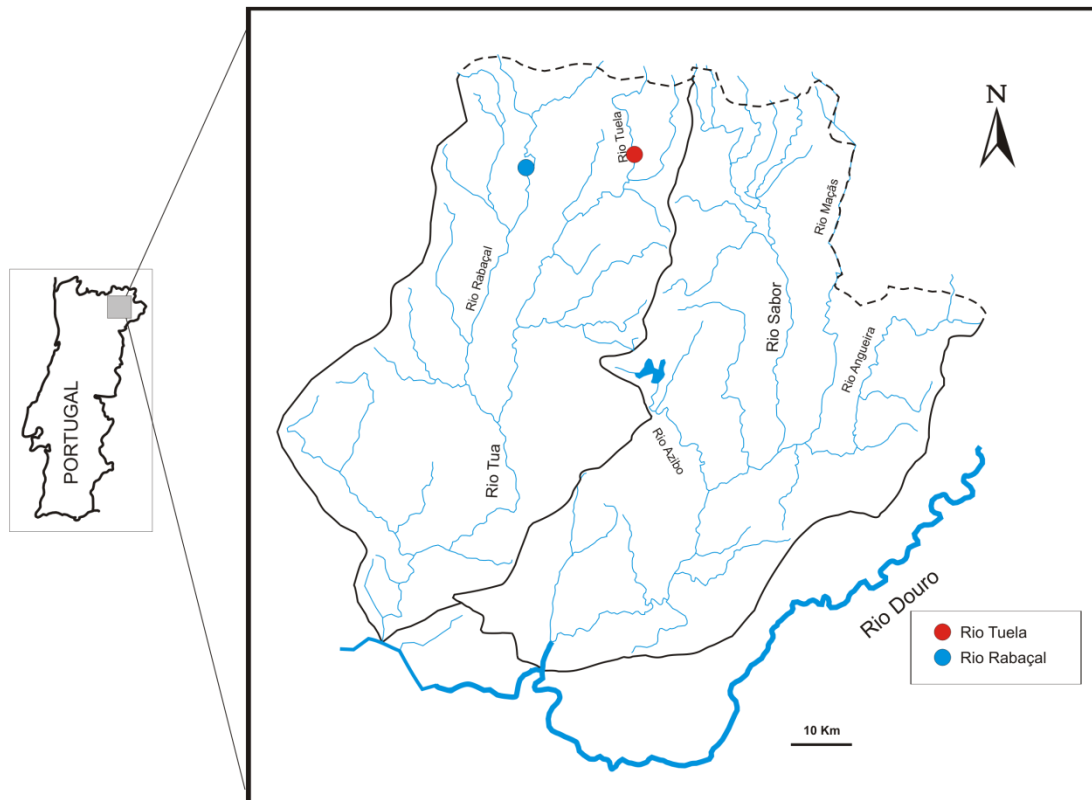 N
Rio Tuela
Rio Maçãs
Rio Rabaçal
Rio Sabor
Rio Angueira
PORTUGAL
Rio Tua
Rio Azibo
Rio Douro
Rio Tuela
Rio Rabaçal
10 Km